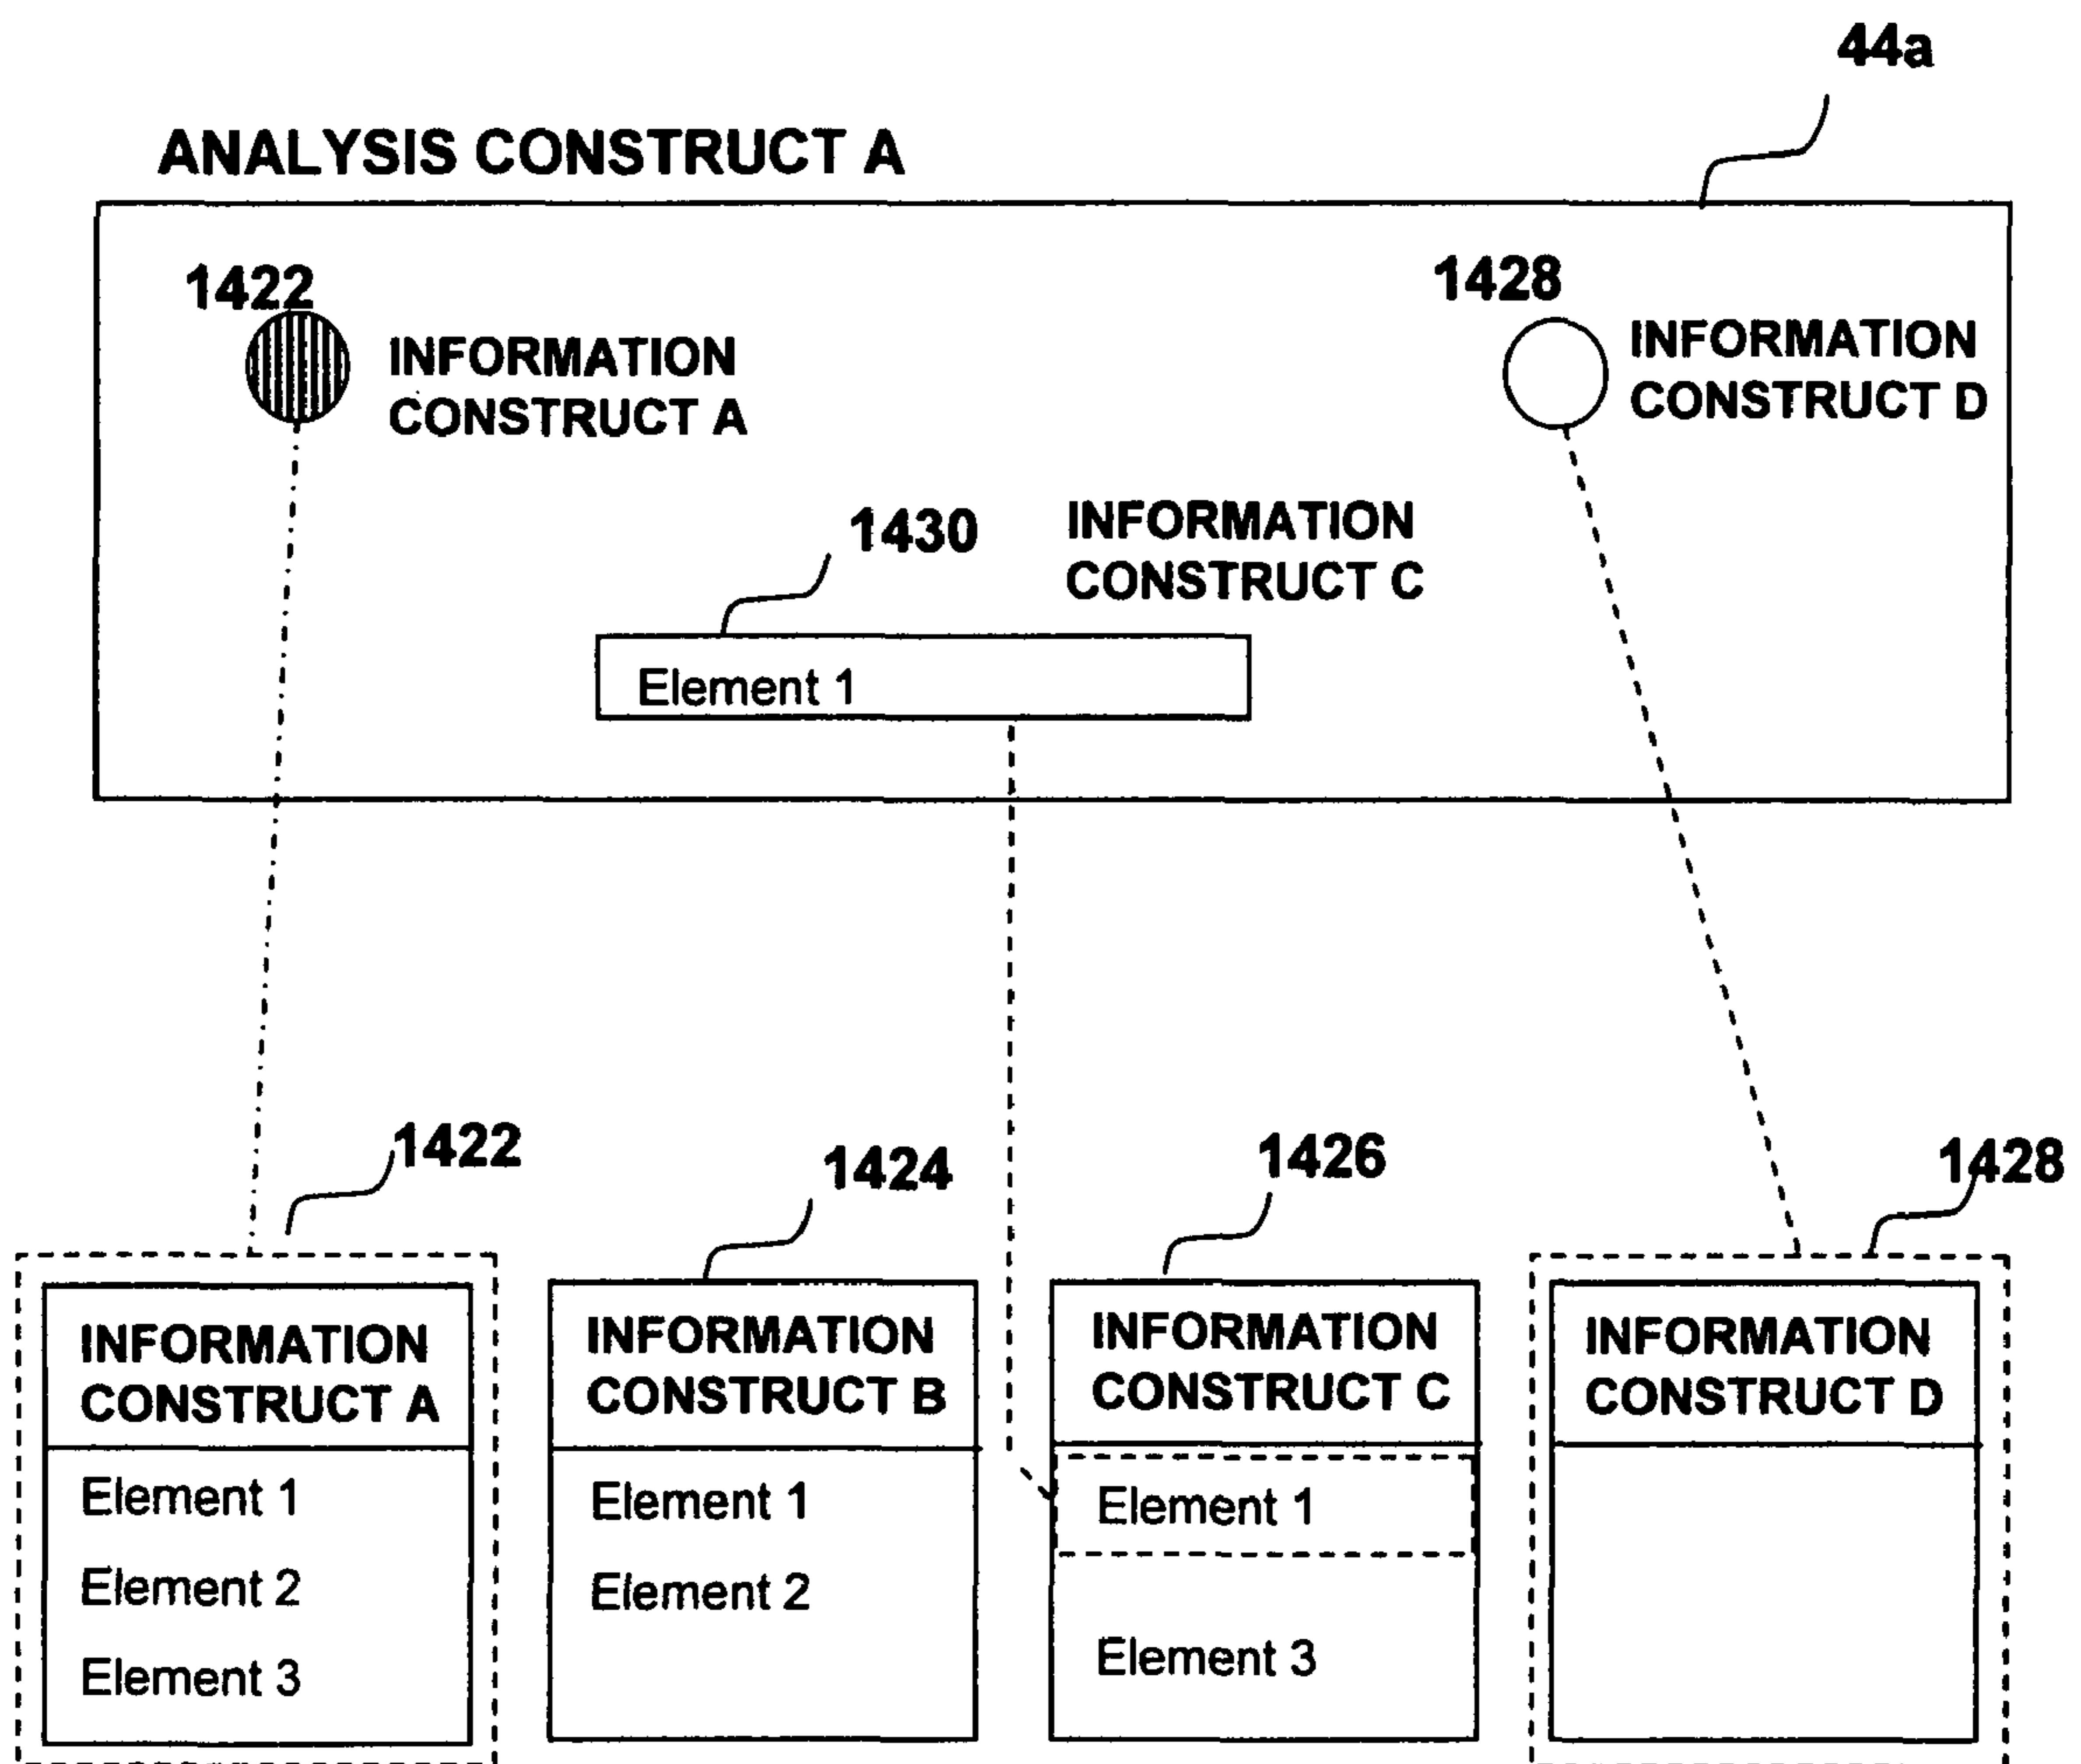 44a
ANALYSIS CONSTRUCT A
1422
INFORMATION
CONSTRUCT A
1428
INFORMATION
CONSTRUCT D
1430
INFORMATION
CONSTRUCT C
Element 1
1422
1424
1426
1428
INFORMATION
CONSTRUCT A
Element 1
Element 2
Element 3
INFORMATION
CONSTRUCT B
Element 1
Element 2
INFORMATION
CONSTRUCT C
Element 1
Element 3
INFORMATION
CONSTRUCT D